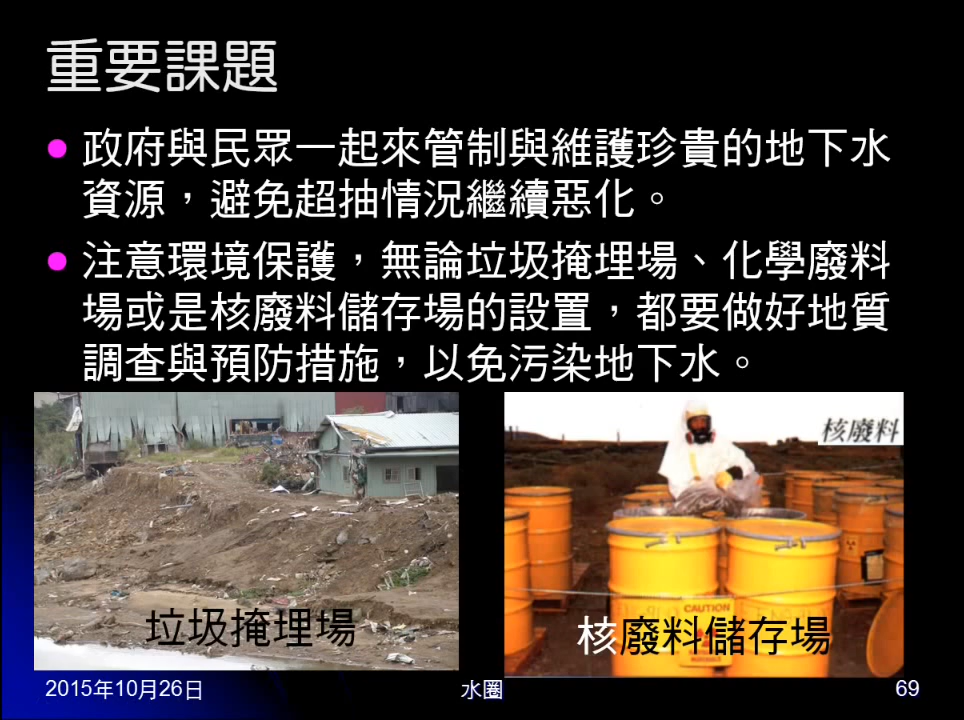 重要課題
政府與民眾一起來管制與維護珍貴的地下水
資源，避免超抽情況繼續惡化。
注意環境保護，無論垃圾掩埋場、化學廢料
場或是核廢料儲存場的設置，都要做好地質
調查與預防措施，以免污染地下水。
核廢料
CAUTION
垃圾掩埋場
核廢料儲存場
2015年10月26日
水圈
69